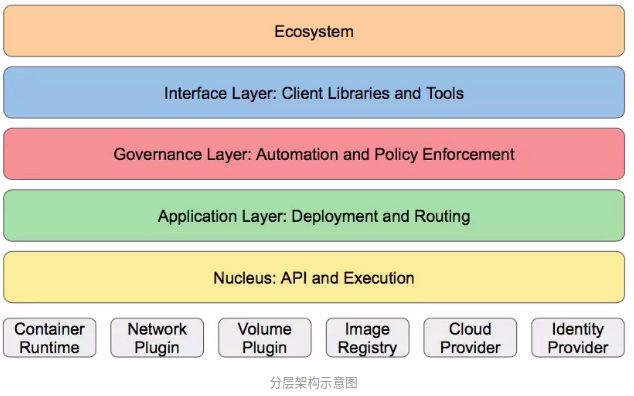 Ecosystem
Interface Layer: Client Libraries and Tools
Governance Layer: Automation and Policy Enforcement
Application Layer: Deployment and Routing
Nucleus: API and Execution
Container
Runtime
Network
Plugin
Volume
Plugin
Image
Registry
Cloud
Provider
Identity
Provider
分层架构示意图